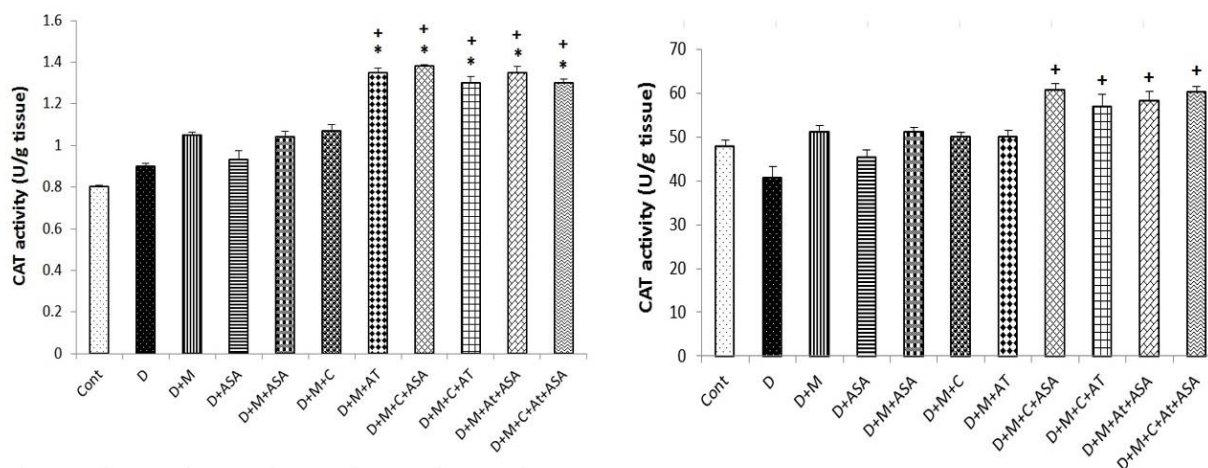 CAT activity (U/g tissue)
1.6
1.4
1.2
1
0.8
0.6
0.4
0.2
0
+ + + + +
* * * * *
Cont D D+M D+ASA D+M+ASA D+M+C D+M+AT D+M+C+ASA D+M+C+AT D+M+At+ASA D+M+C+At+ASA
CAT activity (U/g tissue)
70
60
50
40
30
20
10
0
+ + + +
Cont D D+M D+ASA D+M+ASA D+M+C D+M+AT D+M+C+ASA D+M+C+AT D+M+At+ASA D+M+C+At+ASA